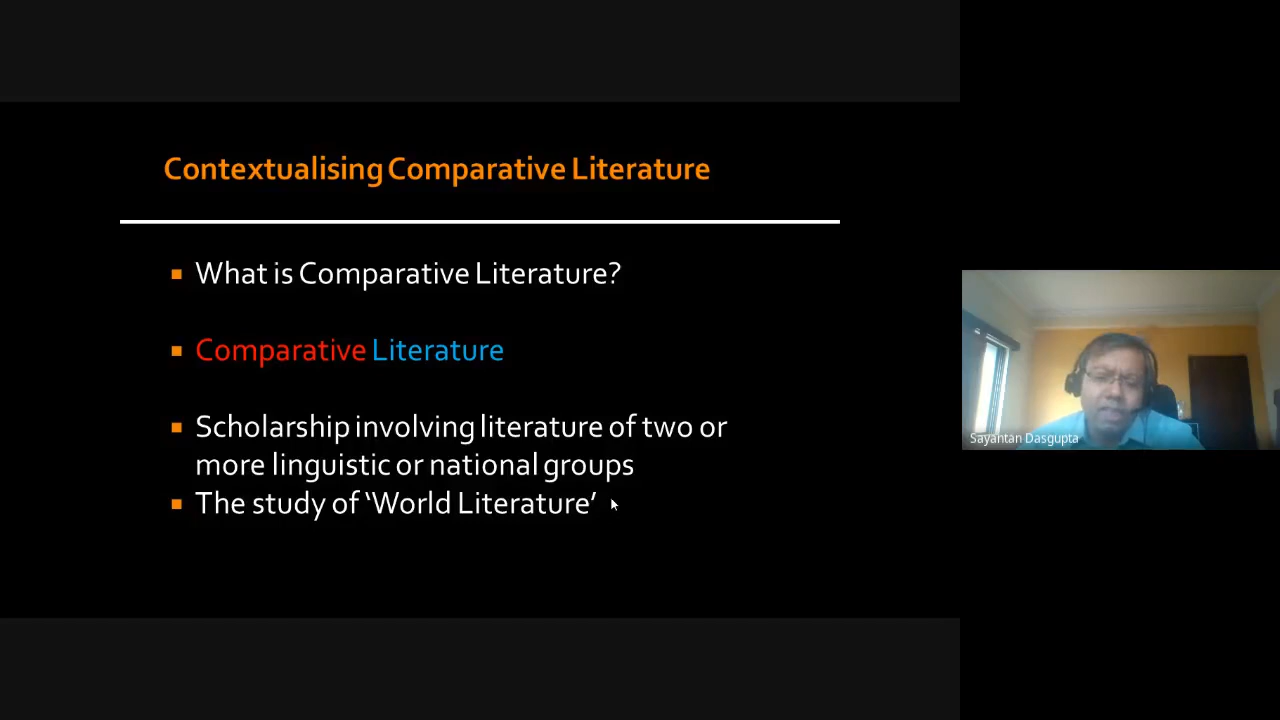 Contextualising Comparative Literature
What is Comparative Literature?
Comparative Literature
Scholarship involving literature of two or
more linguistic or national groups
The study of ‘World Literature’
Sayantan Dasgupta